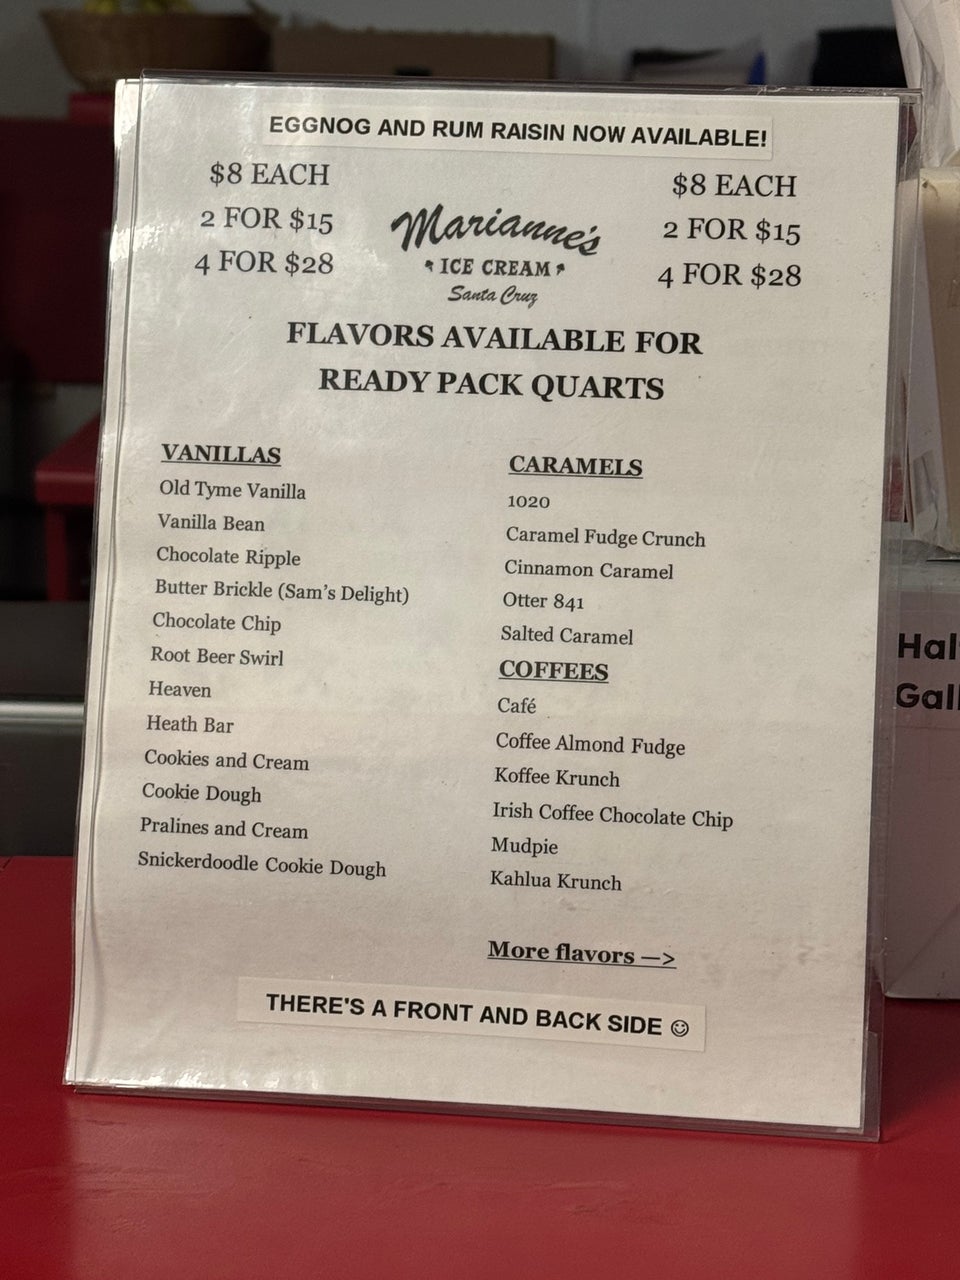 EGGNOG AND RUM RAISIN NOW AVAILABLE!
$8 EACH
2 FOR $15
4 FOR $28
Marianne's
ICE CREAM
Santa Cruz
$8 EACH
2 FOR $15
4 FOR $28
FLAVORS AVAILABLE FOR
READY PACK QUARTS
VANILLAS
Old Tyme Vanilla
Vanilla Bean
Chocolate Ripple
Butter Brickle (Sam's Delight)
Chocolate Chip
Root Beer Swirl
Heaven
Heath Bar
Cookies and Cream
Cookie Dough
Pralines and Cream
Snickerdoodle Cookie Dough
CARAMELS
1020
Caramel Fudge Crunch
Cinnamon Caramel
Otter 841
Salted Caramel
COFFEES
Café
Coffee Almond Fudge
Koffee Krunch
Irish Coffee Chocolate Chip
Mudpie
Kahlua Krunch
More flavors —>
THERE'S A FRONT AND BACK SIDE ☺